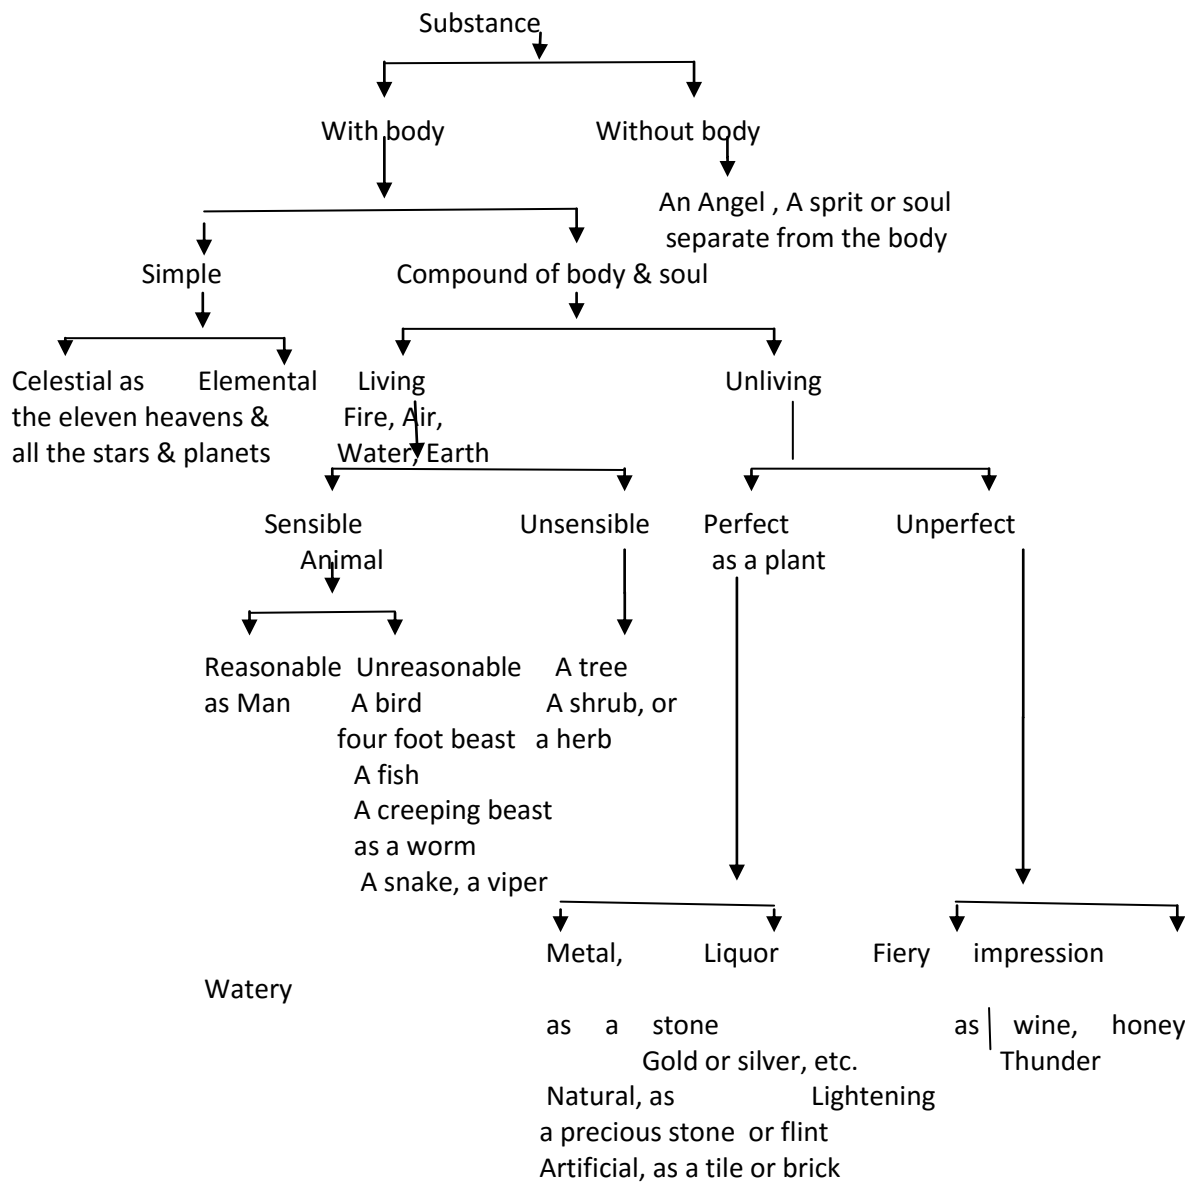 Substance
With body Without body
An Angel , A sprit or soul
separate from the body
Simple Compound of body & soul
Celestial as Elemental Living Unliving
the eleven heavens & Fire, Air,
all the stars & planets Water, Earth
Sensible Unsensible Perfect Unperfect
Animal as a plant
Reasonable Unreasonable A tree
as Man A bird A shrub, or
four foot beast a herb
A fish
A creeping beast
as a worm
A snake, a viper
Metal, Liquor Fiery impression
Watery
as a stone as wine, honey
Gold or silver, etc. Thunder
Natural, as Lightening
a precious stone or flint
Artificial, as a tile or brick